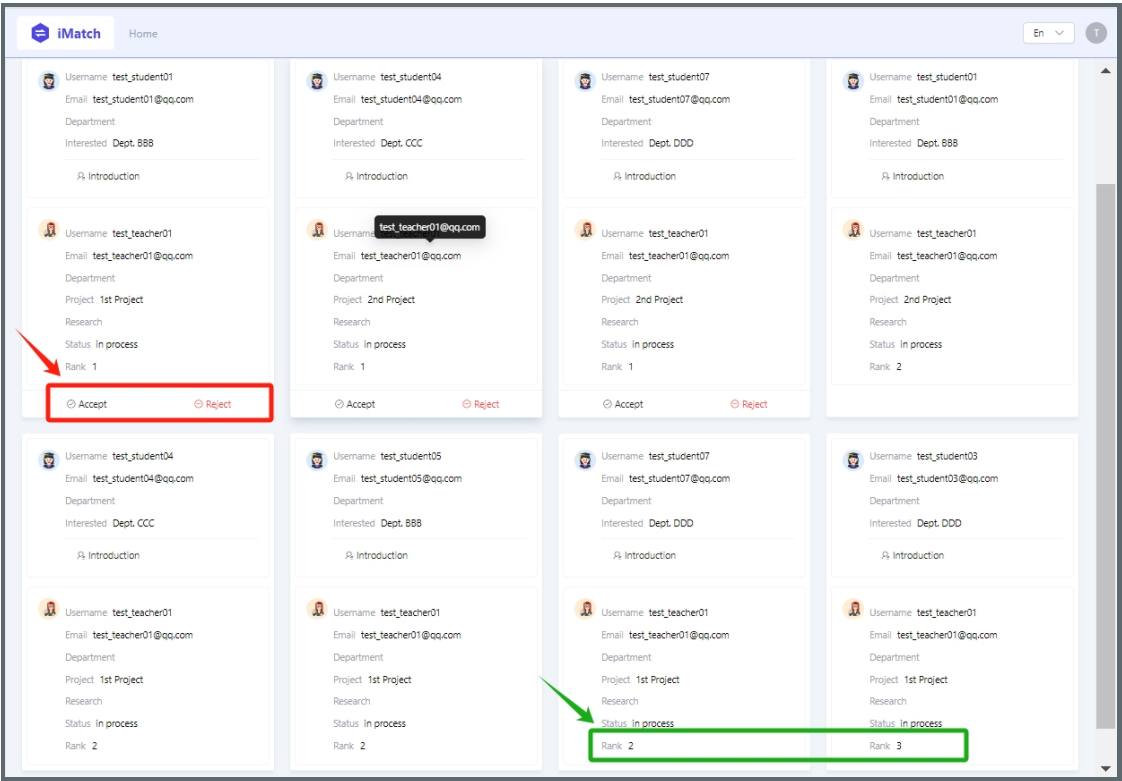 iMatch Home En T
Username test_student01
Email test_student01@qq.com
Department
Interested Dept. BBB
Introduction
Username test_teacher01
Email test_teacher01@qq.com
Department
Project 1st Project
Research
Status in process
Rank 1
Accept Reject
Username test_student04
Email test_student04@qq.com
Department
Interested Dept. CCC
Introduction
test_teacher01@qq.com
Username
Email test_teacher01@qq.com
Department
Project 2nd Project
Research
Status in process
Rank 1
Accept Reject
Username test_student07
Email test_student07@qq.com
Department
Interested Dept. DDD
Introduction
Username test_teacher01
Email test_teacher01@qq.com
Department
Project 2nd Project
Research
Status in process
Rank 1
Accept Reject
Username test_student01
Email test_student01@qq.com
Department
Interested Dept. BBB
Introduction
Username test_teacher01
Email test_teacher01@qq.com
Department
Project 2nd Project
Research
Status in process
Rank 2
Username test_student04
Email test_student04@qq.com
Department
Interested Dept. CCC
Introduction
Username test_teacher01
Email test_teacher01@qq.com
Department
Project 1st Project
Research
Status in process
Rank 2
Username test_student05
Email test_student05@qq.com
Department
Interested Dept. BBB
Introduction
Username test_teacher01
Email test_teacher01@qq.com
Department
Project 1st Project
Research
Status in process
Rank 2
Username test_student07
Email test_student07@qq.com
Department
Interested Dept. DDD
Introduction
Username test_teacher01
Email test_teacher01@qq.com
Department
Project 1st Project
Research
Status in process
Rank 2
Username test_student03
Email test_student03@qq.com
Department
Interested Dept. DDD
Introduction
Username test_teacher01
Email test_teacher01@qq.com
Department
Project 1st Project
Research
Status in process
Rank 3